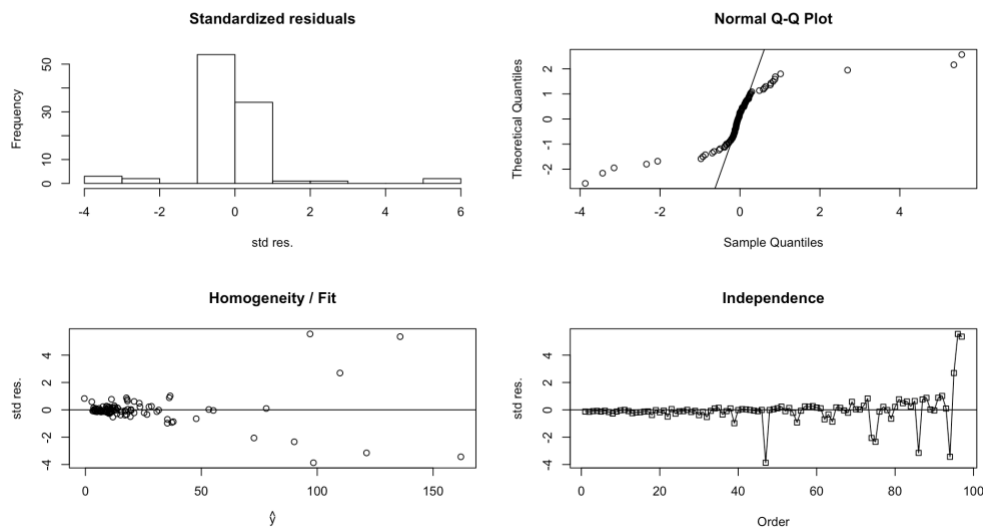 Standardized residuals
Frequency
50
30
10
0
-4 -2 0 2 4 6
std res.
Normal Q-Q Plot
Theoretical Quantiles
2
1
0
-1
-2
-4 -2 0 2 4
Sample Quantiles
Homogeneity / Fit
std res.
4
2
0
-2
-4
0 50 100 150
ŷ
Independence
std res.
4
2
0
-2
-4
0 20 40 60 80 100
Order